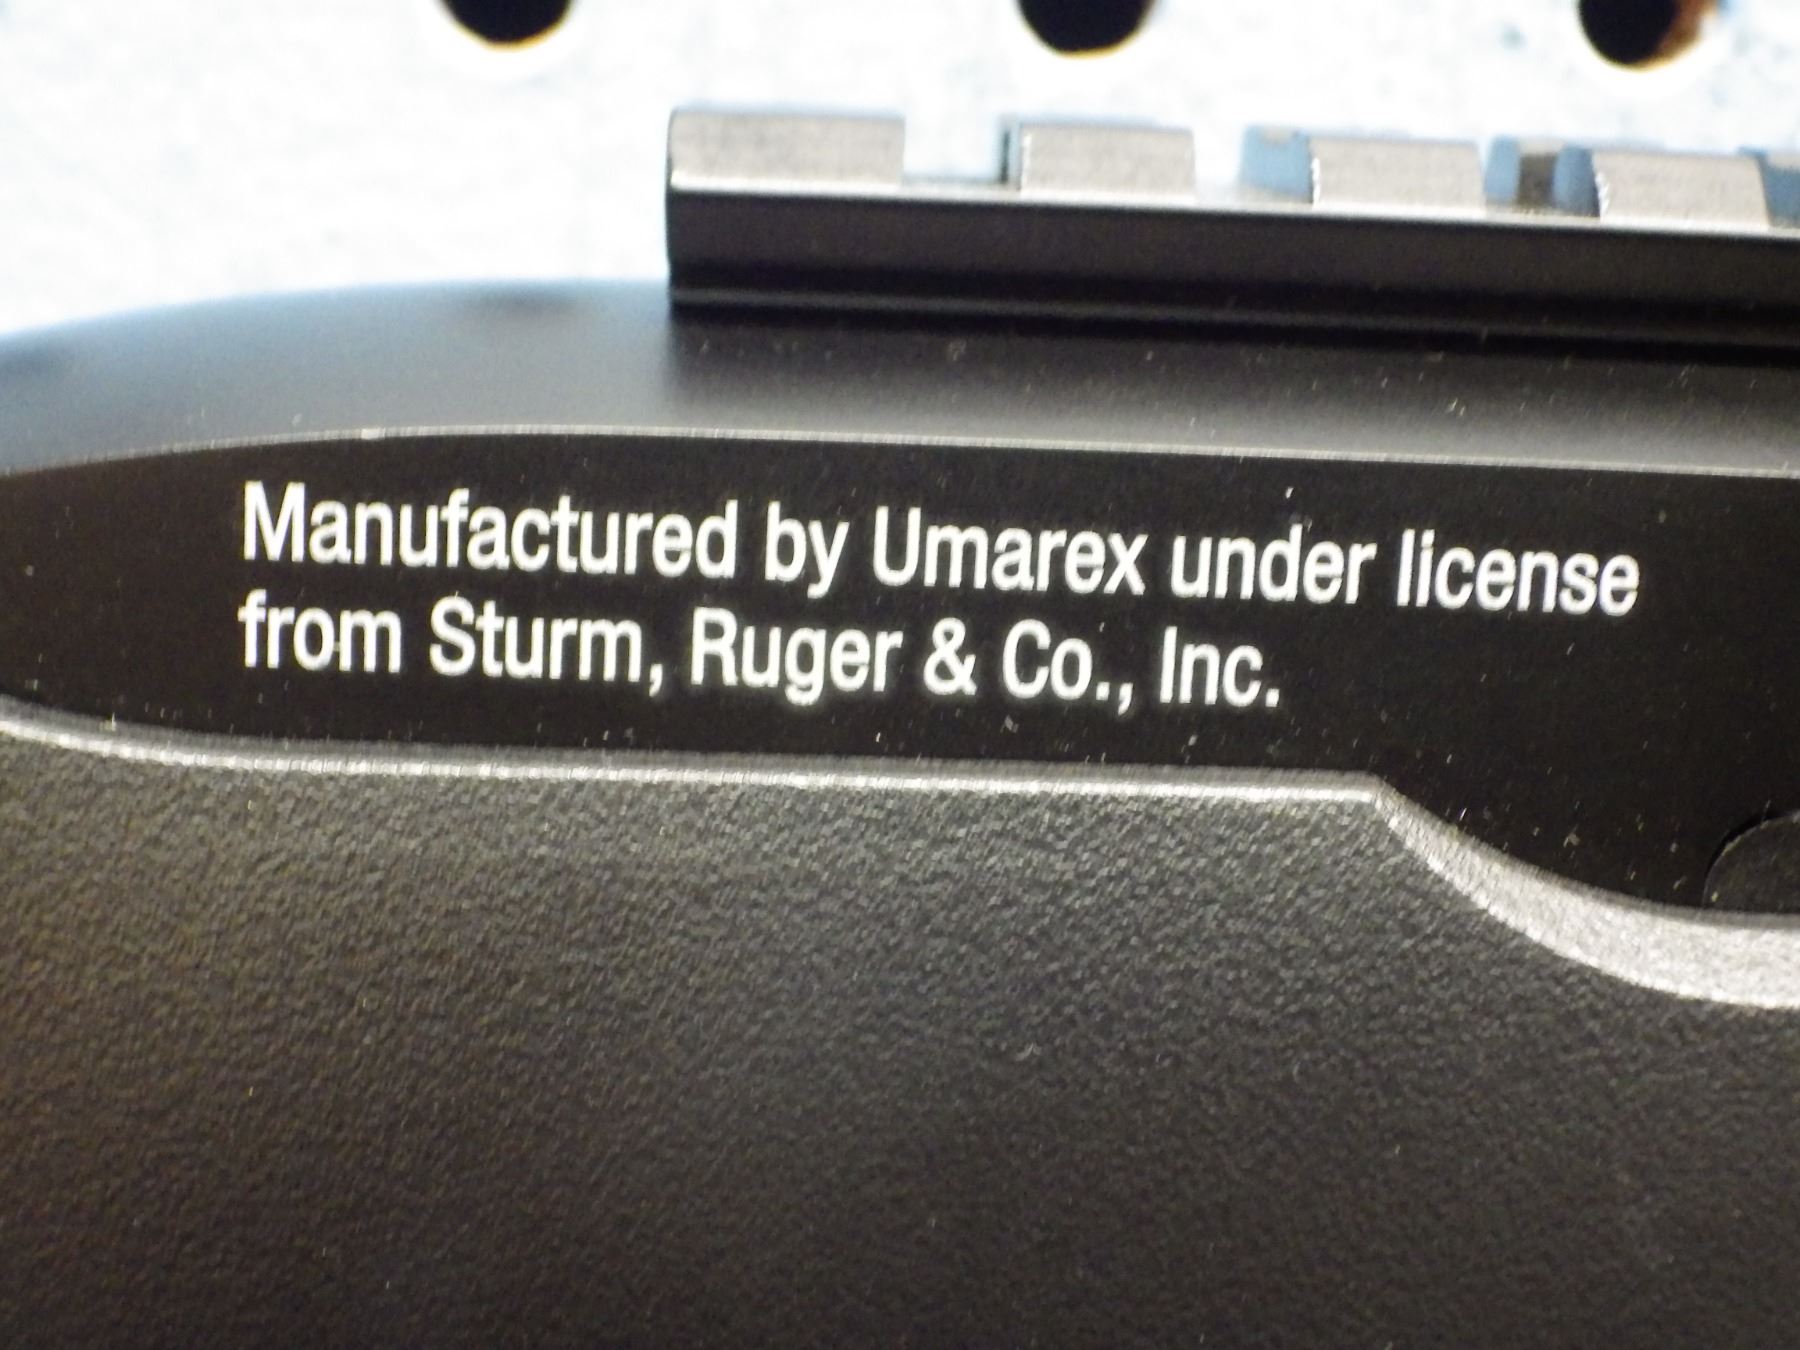 Manufactured by Umarex under license
from Sturm, Ruger & Co., Inc.